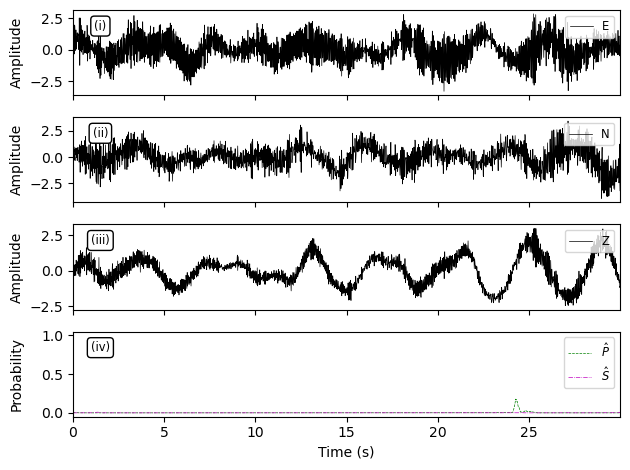 Amplitude
2.5
0.0
−2.5
(i)
E
Amplitude
2.5
0.0
−2.5
(ii)
N
Amplitude
2.5
0.0
−2.5
(iii)
Z
Probability
1.0
0.5
0.0
(iv)
P̂
Ŝ
0 5 10 15 20 25
Time (s)